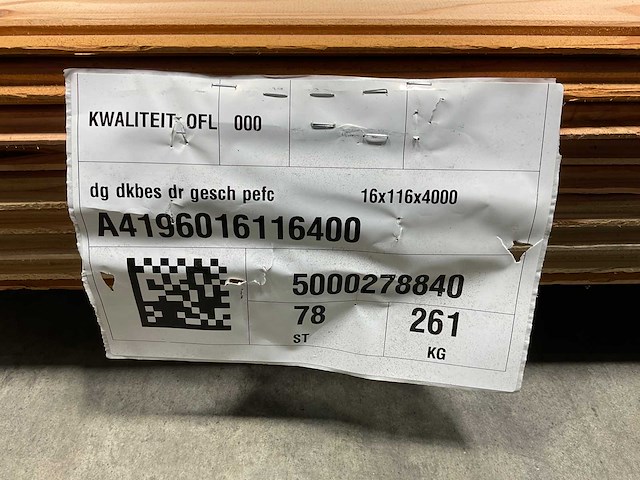 KWALITEIT OFL 000
dg dkbes dr gesch pefc 16x116x4000
A4196016116400
5000278840
78 261
ST KG